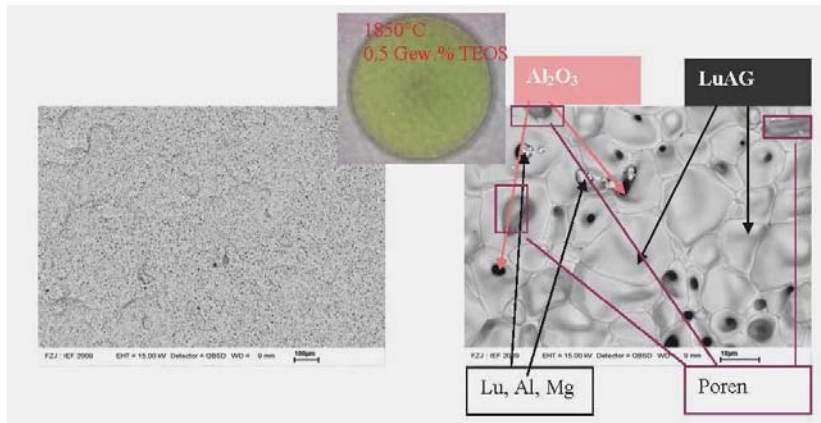 1850°C
0.5 Gew.% TEOS
Al₂O₃
LuAG
FZJ : IEF 2009 EHT = 15.00 kV Detector = QBSD WD = 9 mm 100µm
FZJ : IEF 2009 EHT = 15.00 kV Detector = QBSD WD = 9 mm 10µm
Lu, Al, Mg
Poren